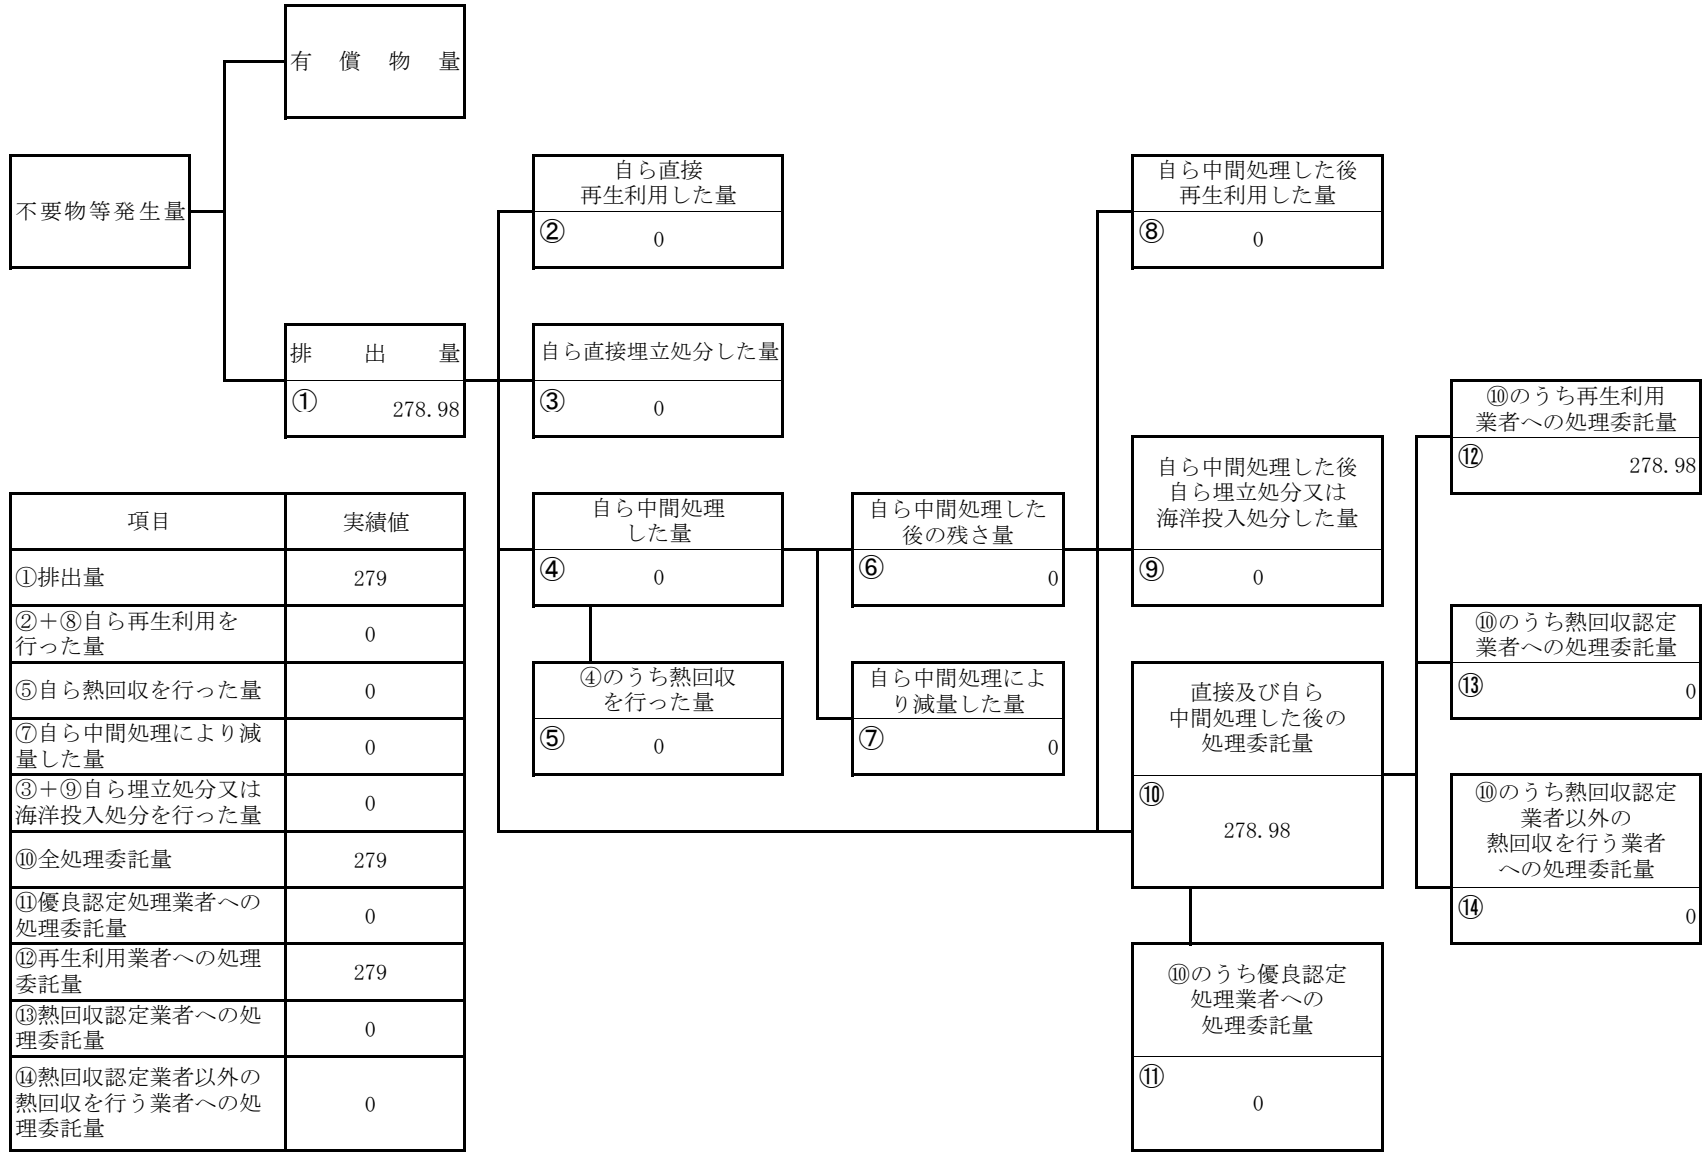 有償物量
不要物等発生量
排出量
① 278.98
自ら直接
再生利用した量
② 0
自ら直接埋立処分した量
③ 0
自ら中間処理
した量
④ 0
④のうち熱回収
を行った量
⑤ 0
自ら中間処理した
後の残さ量
⑥ 0
自ら中間処理によ
り減量した量
⑦ 0
自ら中間処理した後
再生利用した量
⑧ 0
自ら中間処理した後
自ら埋立処分又は
海洋投入処分した量
⑨ 0
直接及び自ら
中間処理した後の
処理委託量
⑩
278.98
⑩のうち優良認定
処理業者への
処理委託量
⑪
0
⑩のうち再生利用
業者への処理委託量
⑫ 278.98
⑩のうち熱回収認定
業者への処理委託量
⑬ 0
⑩のうち熱回収認定
業者以外の
熱回収を行う業者
への処理委託量
⑭ 0
項目 実績値
①排出量 279
②+⑧自ら再生利用を
行った量 0
⑤自ら熱回収を行った量 0
⑦自ら中間処理により減
量した量 0
③+⑨自ら埋立処分又は
海洋投入処分を行った量 0
⑩全処理委託量 279
⑪優良認定処理業者への
処理委託量 0
⑫再生利用業者への処理
委託量 279
⑬熱回収認定業者への処
理委託量 0
⑭熱回収認定業者以外の
熱回収を行う業者への処
理委託量 0